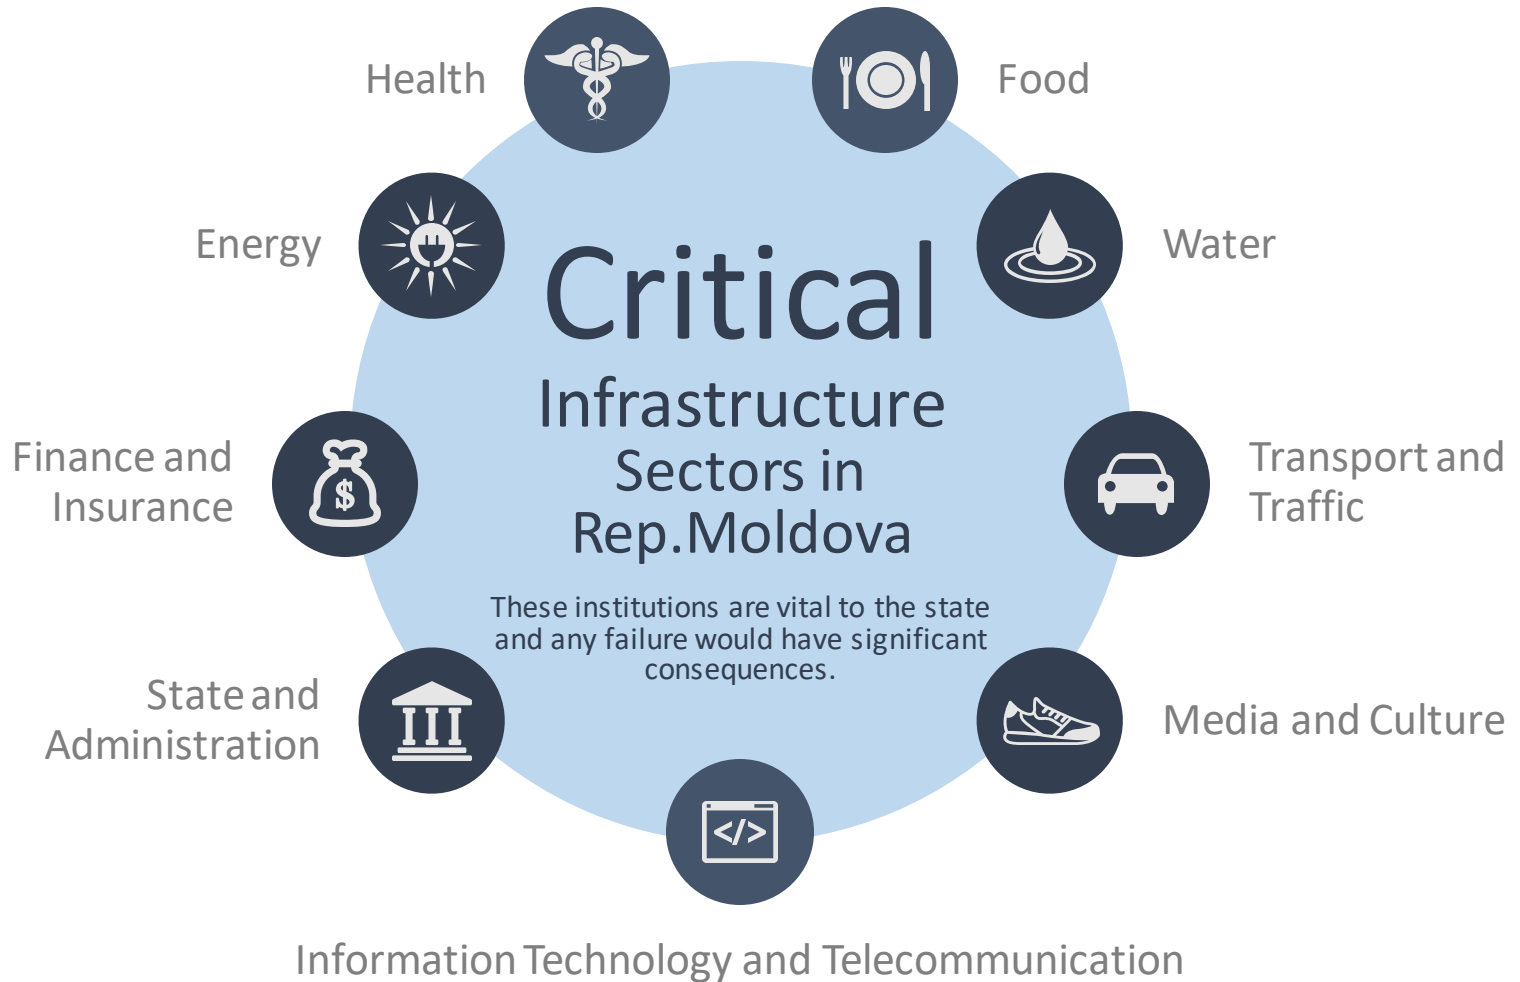 Health
Food
Energy
Water
Critical
Infrastructure
Sectors in
Rep.Moldova
Finance and
Insurance
$
Transport and
Traffic
These institutions are vital to the state
and any failure would have significant
consequences.
State and
Administration
Media and Culture
</>
Information Technology and Telecommunication